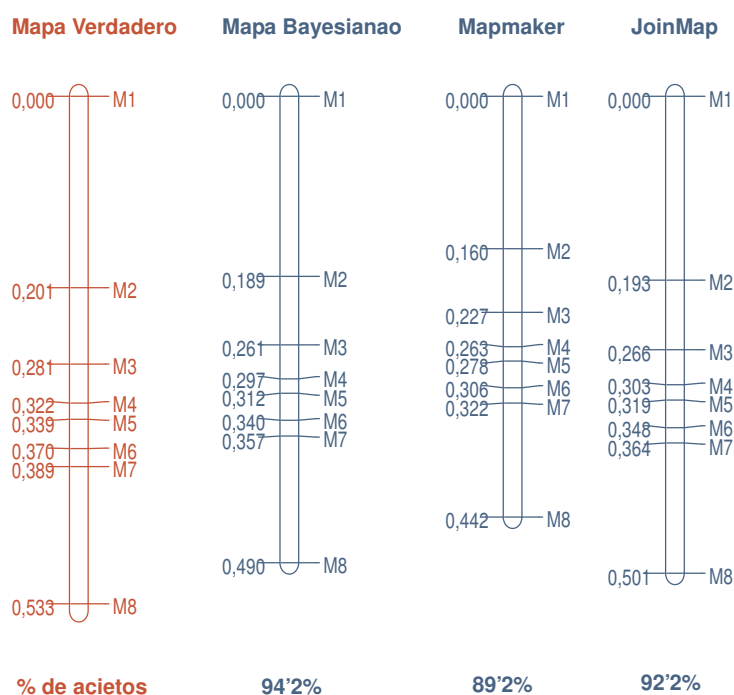 Mapa Verdadero
0,000 M1
0,201 M2
0,281 M3
0,322 M4
0,339 M5
0,370 M6
0,389 M7
0,533 M8
Mapa Bayesianao
0,000 M1
0,189 M2
0,261 M3
0,297 M4
0,312 M5
0,340 M6
0,357 M7
0,490 M8
Mapmaker
0,000 M1
0,160 M2
0,227 M3
0,263 M4
0,278 M5
0,306 M6
0,322 M7
0,442 M8
JoinMap
0,000 M1
0,193 M2
0,266 M3
0,303 M4
0,319 M5
0,348 M6
0,364 M7
0,501 M8
% de acietos 94'2% 89'2% 92'2%